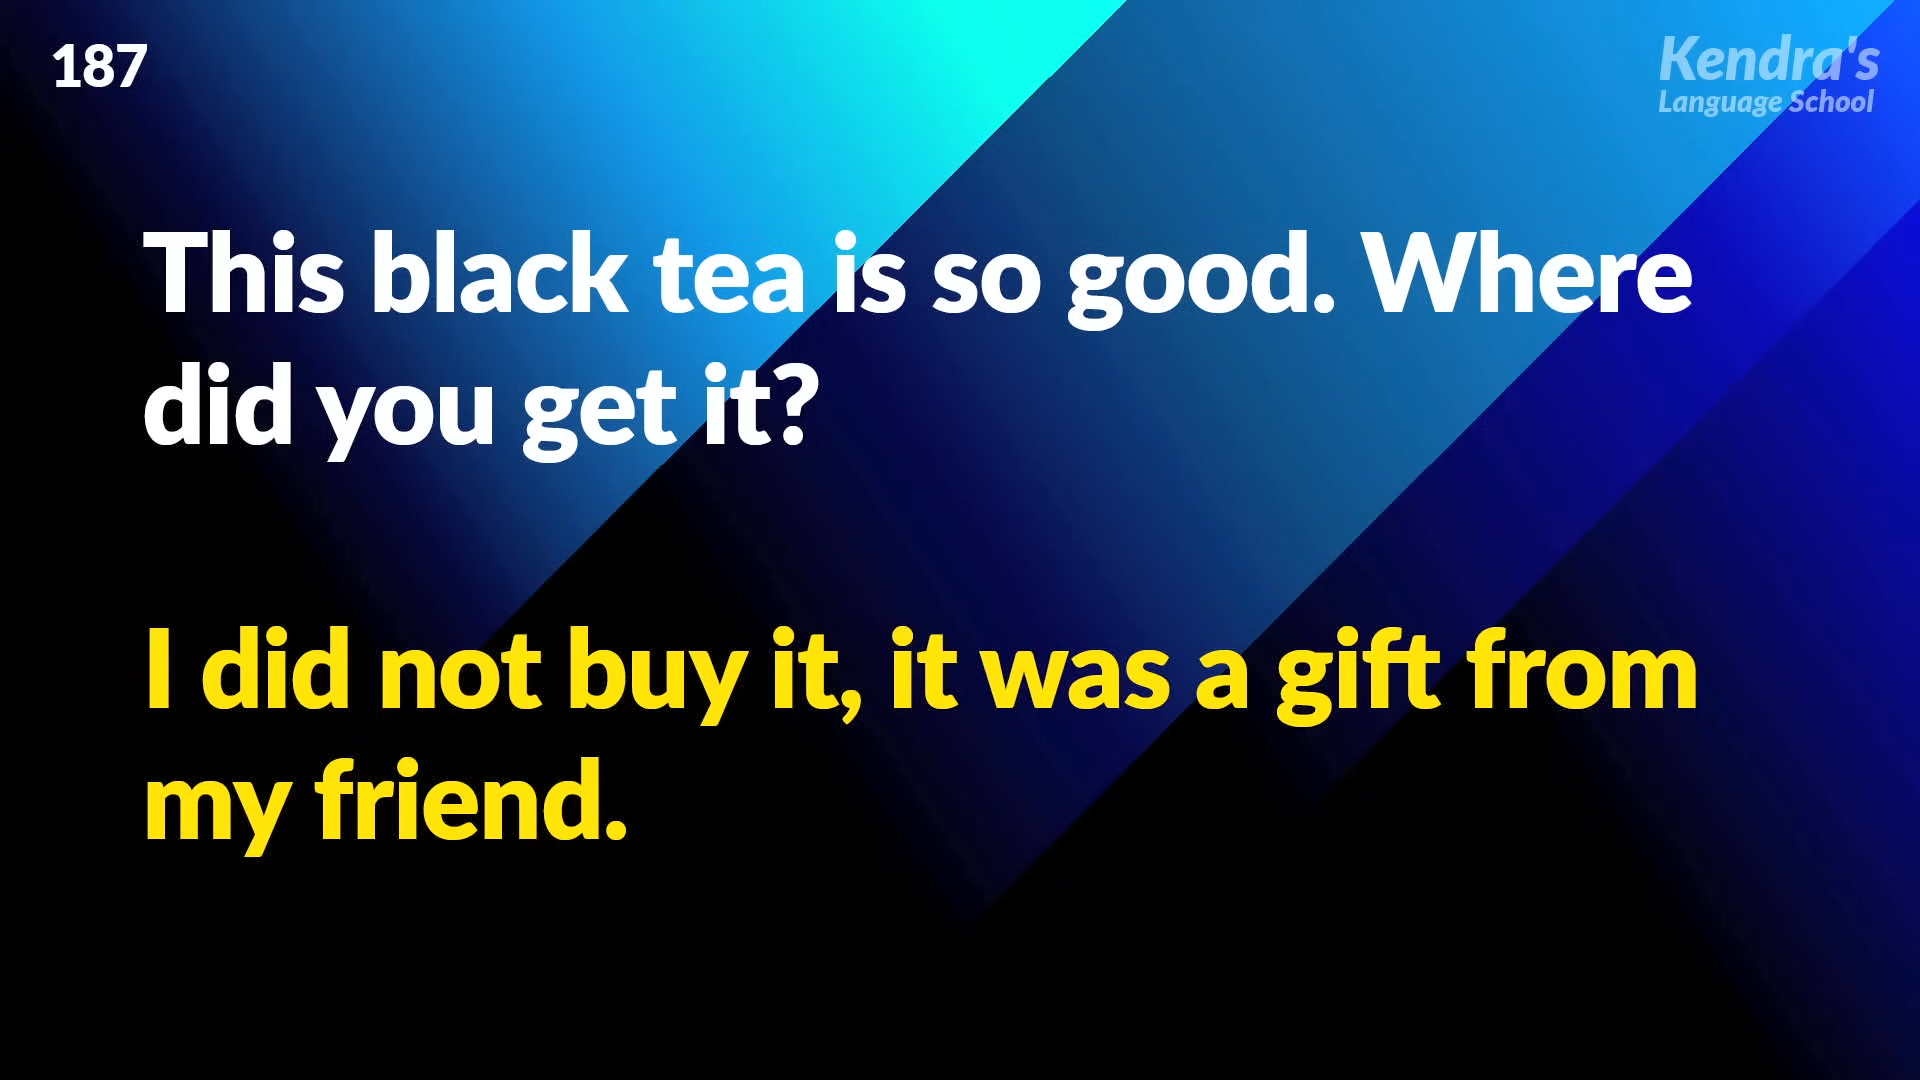 187
Kendra's
Language School
This black tea is so good. Where
did you get it?
I did not buy it, it was a gift from
my friend.